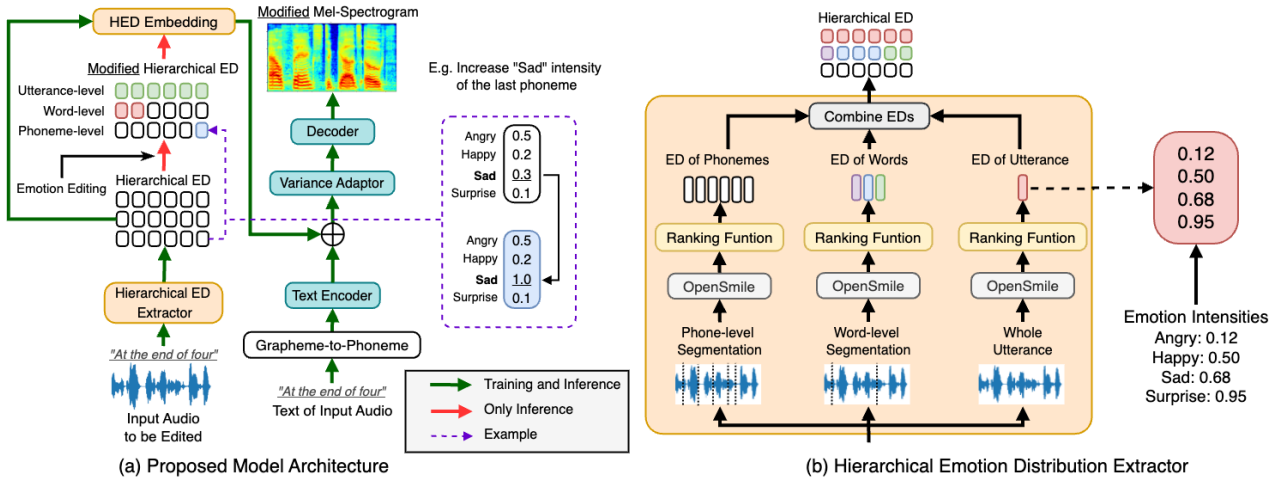 HED Embedding
Modified Hierarchical ED
Utterance-level
Word-level
Phoneme-level
Emotion Editing
Hierarchical ED
Hierarchical ED
Extractor
"At the end of four"
Input Audio
to be Edited
Modified Mel-Spectrogram
Decoder
Variance Adaptor
Text Encoder
Grapheme-to-Phoneme
"At the end of four"
Text of Input Audio
E.g. Increase "Sad" intensity
of the last phoneme
Angry 0.5
Happy 0.2
Sad 0.3
Surprise 0.1
Angry 0.5
Happy 0.2
Sad 1.0
Surprise 0.1
Training and Inference
Only Inference
Example
(a) Proposed Model Architecture
Hierarchical ED
Combine EDs
ED of Phonemes
ED of Words
ED of Utterance
Ranking Funtion
Ranking Funtion
Ranking Funtion
OpenSmile
OpenSmile
OpenSmile
Phone-level
Segmentation
Word-level
Segmentation
Whole
Utterance
0.12
0.50
0.68
0.95
Emotion Intensities
Angry: 0.12
Happy: 0.50
Sad: 0.68
Surprise: 0.95
(b) Hierarchical Emotion Distribution Extractor